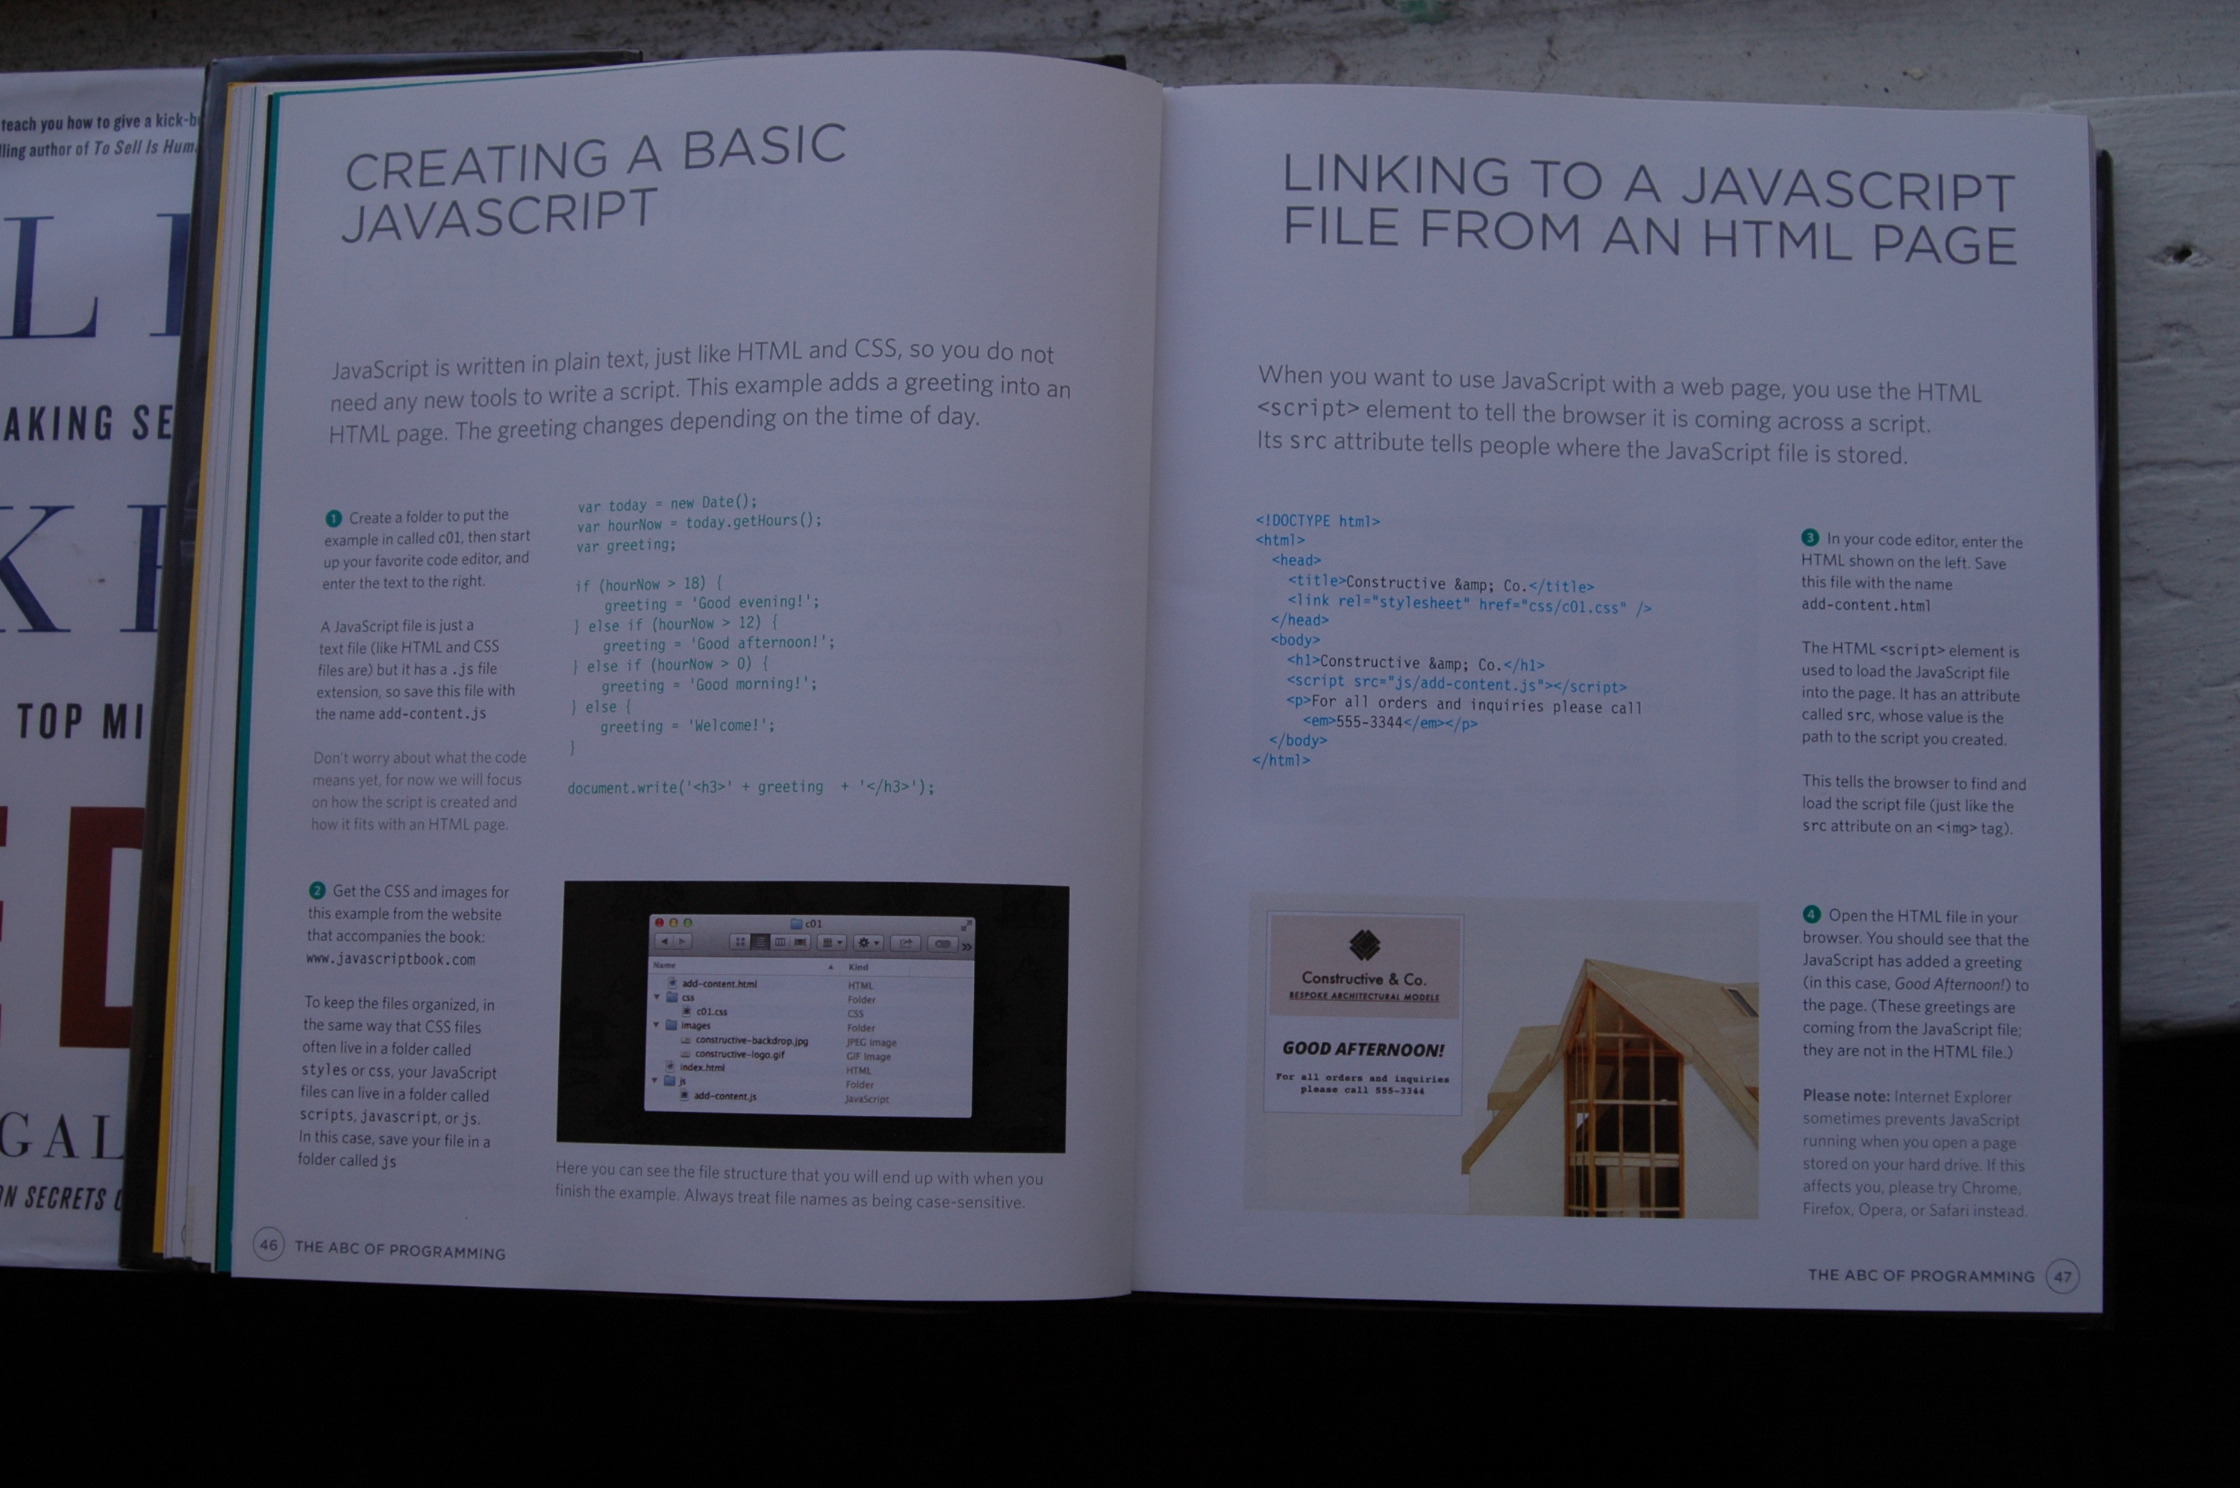 teach you how to give a kick-b
lling author of To Sell Is Hum
L
AKING SE
K
TOP MI
D
GAL
ON SECRETS
CREATING A BASIC
JAVASCRIPT
JavaScript is written in plain text, just like HTML and CSS, so you do not
need any new tools to write a script. This example adds a greeting into an
HTML page. The greeting changes depending on the time of day.
1 Create a folder to put the
example in called c01, then start
up your favorite code editor, and
enter the text to the right.
A JavaScript file is just a
text file (like HTML and CSS
files are) but it has a .js file
extension, so save this file with
the name add-content.js
Don't worry about what the code
means yet, for now we will focus
on how the script is created and
how it fits with an HTML page.
var today = new Date();
var hourNow = today.getHours();
var greeting;
if (hourNow > 18) {
greeting = 'Good evening!';
} else if (hourNow > 12) {
greeting = 'Good afternoon!';
} else if (hourNow > 0) {
greeting = 'Good morning!';
} else {
greeting = 'Welcome!';
}
document.write('<h3>' + greeting + '</h3>');
2 Get the CSS and images for
this example from the website
that accompanies the book:
www.javascriptbook.com
To keep the files organized, in
the same way that CSS files
often live in a folder called
styles or css, your JavaScript
files can live in a folder called
scripts, javascript, or js.
In this case, save your file in a
folder called js
c01
Name Kind
add-content.html HTML
css Folder
c01.css CSS
images Folder
constructive-backdrop.jpg JPEG image
constructive-logo.gif GIF image
index.html HTML
js Folder
add-content.js JavaScript
Here you can see the file structure that you will end up with when you
finish the example. Always treat file names as being case-sensitive.
46 THE ABC OF PROGRAMMING
LINKING TO A JAVASCRIPT
FILE FROM AN HTML PAGE
When you want to use JavaScript with a web page, you use the HTML
<script> element to tell the browser it is coming across a script.
Its src attribute tells people where the JavaScript file is stored.
<!DOCTYPE html>
<html>
<head>
<title>Constructive &amp; Co.</title>
<link rel="stylesheet" href="css/c01.css" />
</head>
<body>
<h1>Constructive &amp; Co.</h1>
<script src="js/add-content.js"></script>
<p>For all orders and inquiries please call
<em>555-3344</em></p>
</body>
</html>
3 In your code editor, enter the
HTML shown on the left. Save
this file with the name
add-content.html
The HTML <script> element is
used to load the JavaScript file
into the page. It has an attribute
called src, whose value is the
path to the script you created.
This tells the browser to find and
load the script file (just like the
src attribute on an <img> tag).
Constructive & Co.
BESPOKE ARCHITECTURAL MODELS
GOOD AFTERNOON!
For all orders and inquiries
please call 555-3344
4 Open the HTML file in your
browser. You should see that the
JavaScript has added a greeting
(in this case, Good Afternoon!) to
the page. (These greetings are
coming from the JavaScript file;
they are not in the HTML file.)
Please note: Internet Explorer
sometimes prevents JavaScript
running when you open a page
stored on your hard drive. If this
affects you, please try Chrome,
Firefox, Opera, or Safari instead.
THE ABC OF PROGRAMMING 47